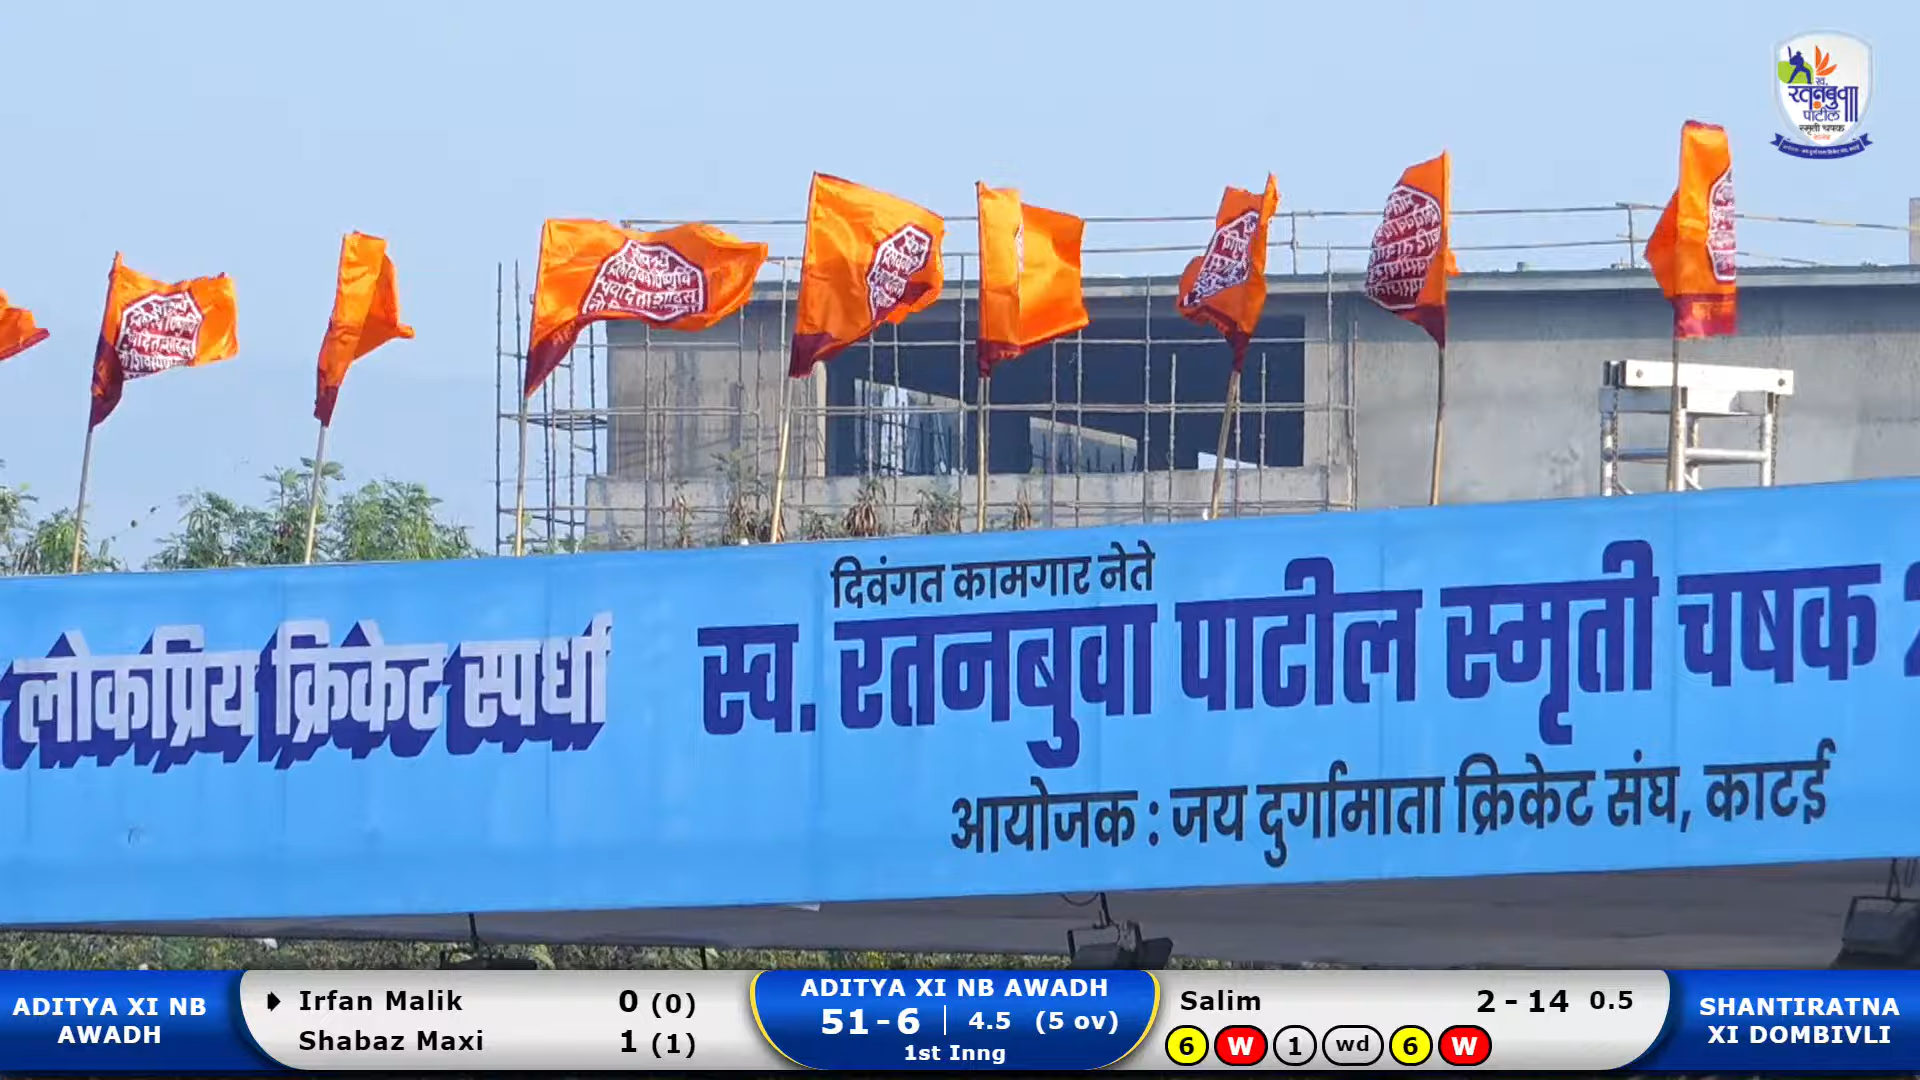 स्व.
रतनबुवा
पाटील
स्मृती चषक
दिवंगत कामगार नेते
लोकप्रिय क्रिकेट स्पर्धा
स्व. रतनबुवा पाटील स्मृती चषक
आयोजक : जय दुर्गामाता क्रिकेट संघ, काटई
ADITYA XI NB
AWADH
Irfan Malik 0 (0)
Shabaz Maxi 1 (1)
ADITYA XI NB AWADH
51-6 | 4.5 (5 ov)
1st Inng
Salim 2 - 14 0.5
6 W 1 wd 6 W
SHANTIRATNA
XI DOMBIVLI